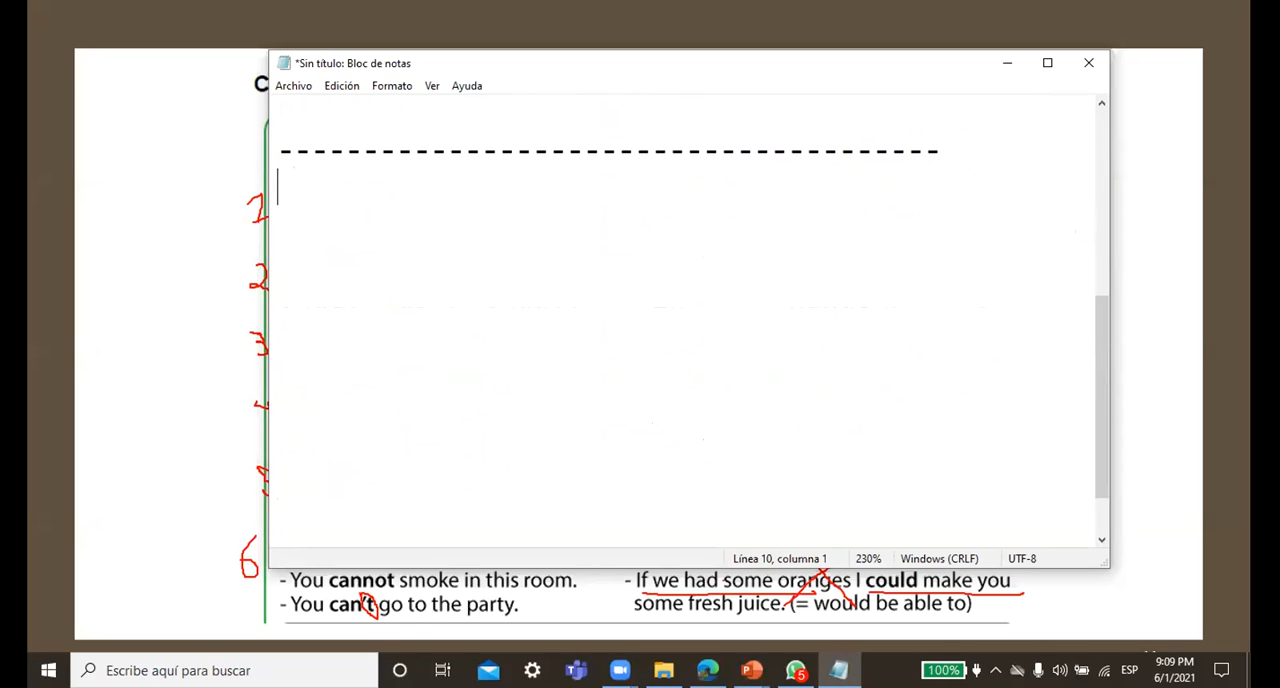 *Sin título: Bloc de notas
Archivo Edición Formato Ver Ayuda
C
----------------------------------------
1
2
3
6
Línea 10, columna 1 230% Windows (CRLF) UTF-8
- You cannot smoke in this room.
- You can't go to the party.
- If we had some oranges I could make you
some fresh juice. (= would be able to)
Escribe aquí para buscar
5
100%
ESP
9:09 PM
6/1/2021